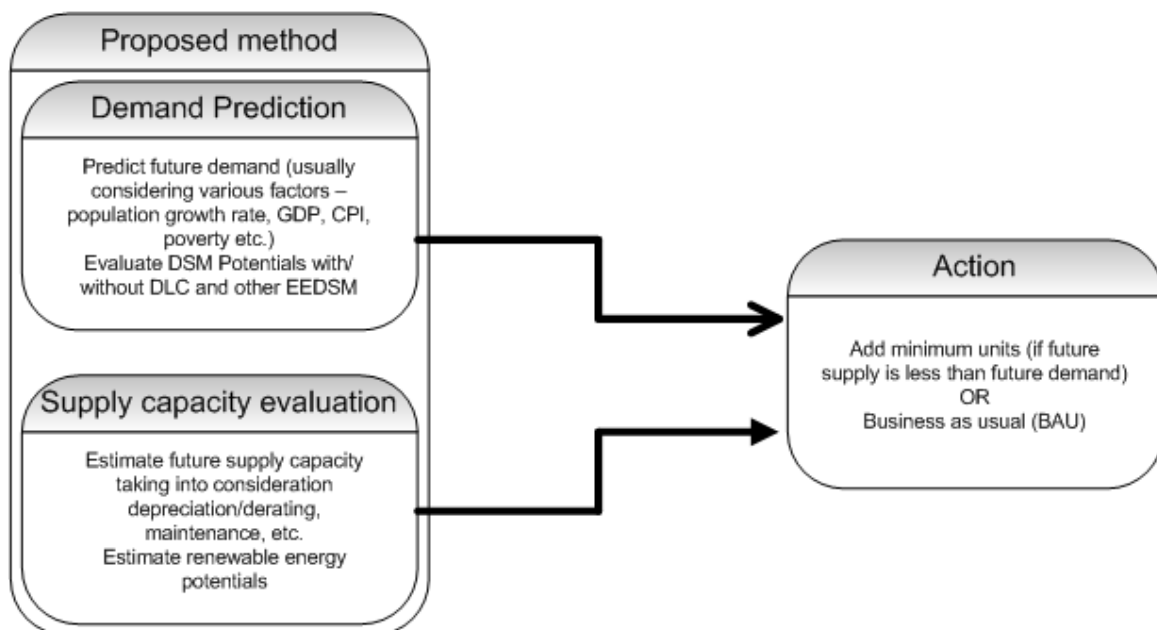 Proposed method
Demand Prediction
Predict future demand (usually
considering various factors –
population growth rate, GDP, CPI,
poverty etc.)
Evaluate DSM Potentials with/
without DLC and other EEDSM
Supply capacity evaluation
Estimate future supply capacity
taking into consideration
depreciation/derating,
maintenance, etc.
Estimate renewable energy
potentials
Action
Add minimum units (if future
supply is less than future demand)
OR
Business as usual (BAU)